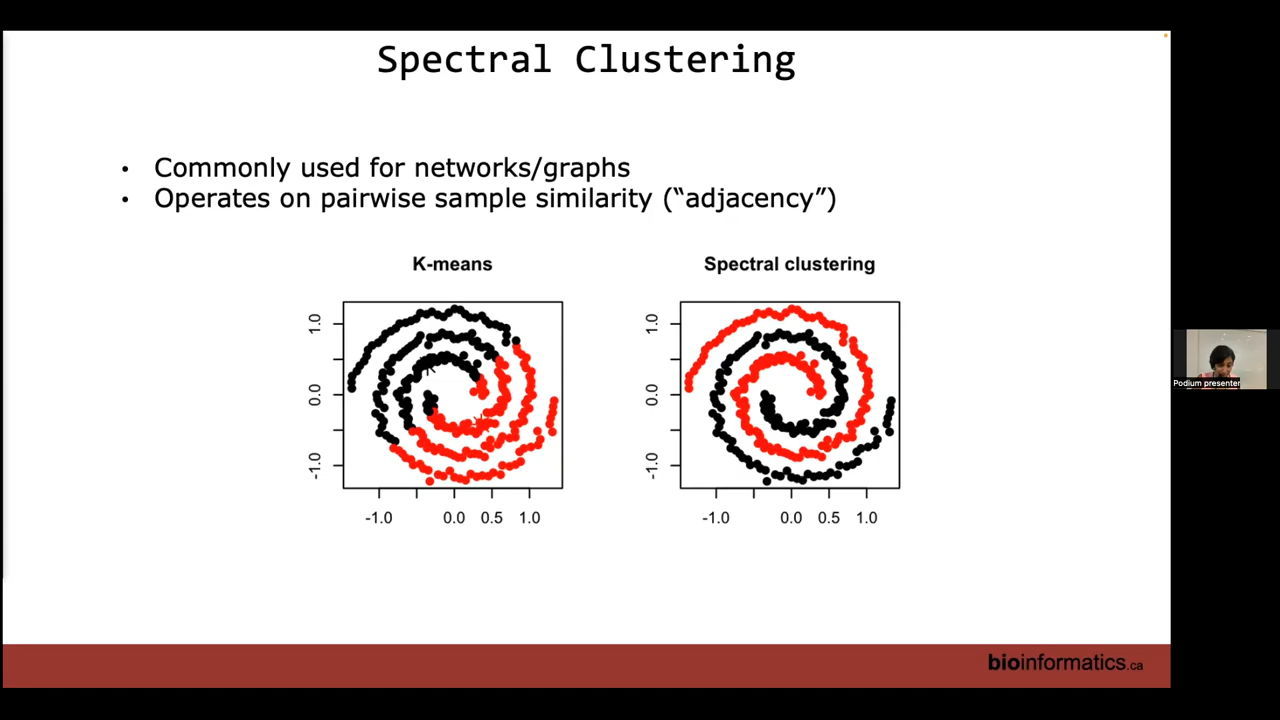 Spectral Clustering
• Commonly used for networks/graphs
• Operates on pairwise sample similarity (“adjacency”)
K-means
1.0
0.0
-1.0
-1.0 0.0 0.5 1.0
Spectral clustering
1.0
0.0
-1.0
-1.0 0.0 0.5 1.0
Podium presenter
bioinformatics.ca